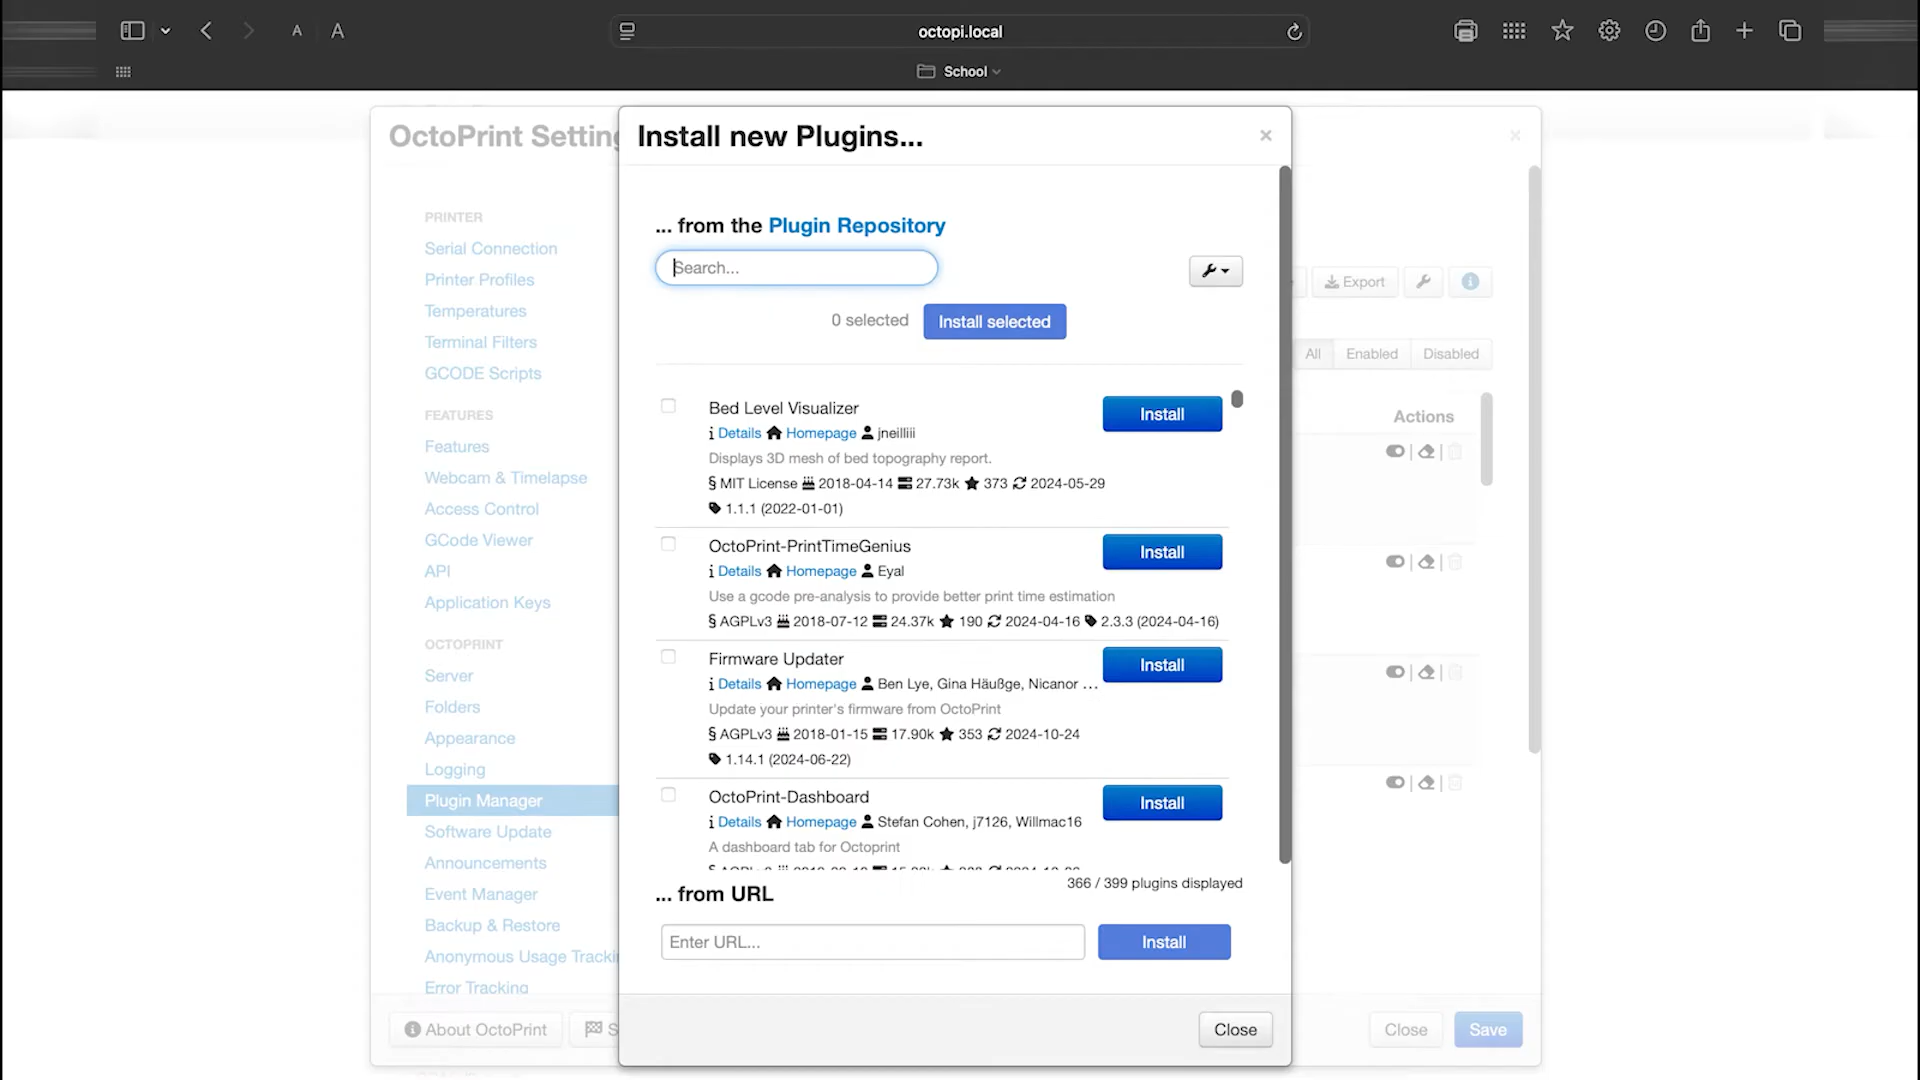 A A
octopi.local
School
OctoPrint Setting
Install new Plugins...
×
×
PRINTER
Serial Connection
Printer Profiles
Temperatures
Terminal Filters
GCODE Scripts
FEATURES
Features
Webcam & Timelapse
Access Control
GCode Viewer
API
Application Keys
OCTOPRINT
Server
Folders
Appearance
Logging
Plugin Manager
Software Update
Announcements
Event Manager
Backup & Restore
Anonymous Usage Tracki
Error Tracking
About OctoPrint
S
... from the Plugin Repository
Search...
0 selected Install selected
Bed Level Visualizer
Install
Details Homepage jneilliii
Displays 3D mesh of bed topography report.
§ MIT License 2018-04-14 27.73k 373 2024-05-29
1.1.1 (2022-01-01)
OctoPrint-PrintTimeGenius
Install
Details Homepage Eyal
Use a gcode pre-analysis to provide better print time estimation
§ AGPLv3 2018-07-12 24.37k 190 2024-04-16 2.3.3 (2024-04-16)
Firmware Updater
Install
Details Homepage Ben Lye, Gina Häußge, Nicanor ...
Update your printer's firmware from OctoPrint
§ AGPLv3 2018-01-15 17.90k 353 2024-10-24
1.14.1 (2024-06-22)
OctoPrint-Dashboard
Install
Details Homepage Stefan Cohen, j7126, Willmac16
A dashboard tab for Octoprint
366 / 399 plugins displayed
... from URL
Enter URL...
Install
Close
Export
All Enabled Disabled
Actions
Close Save